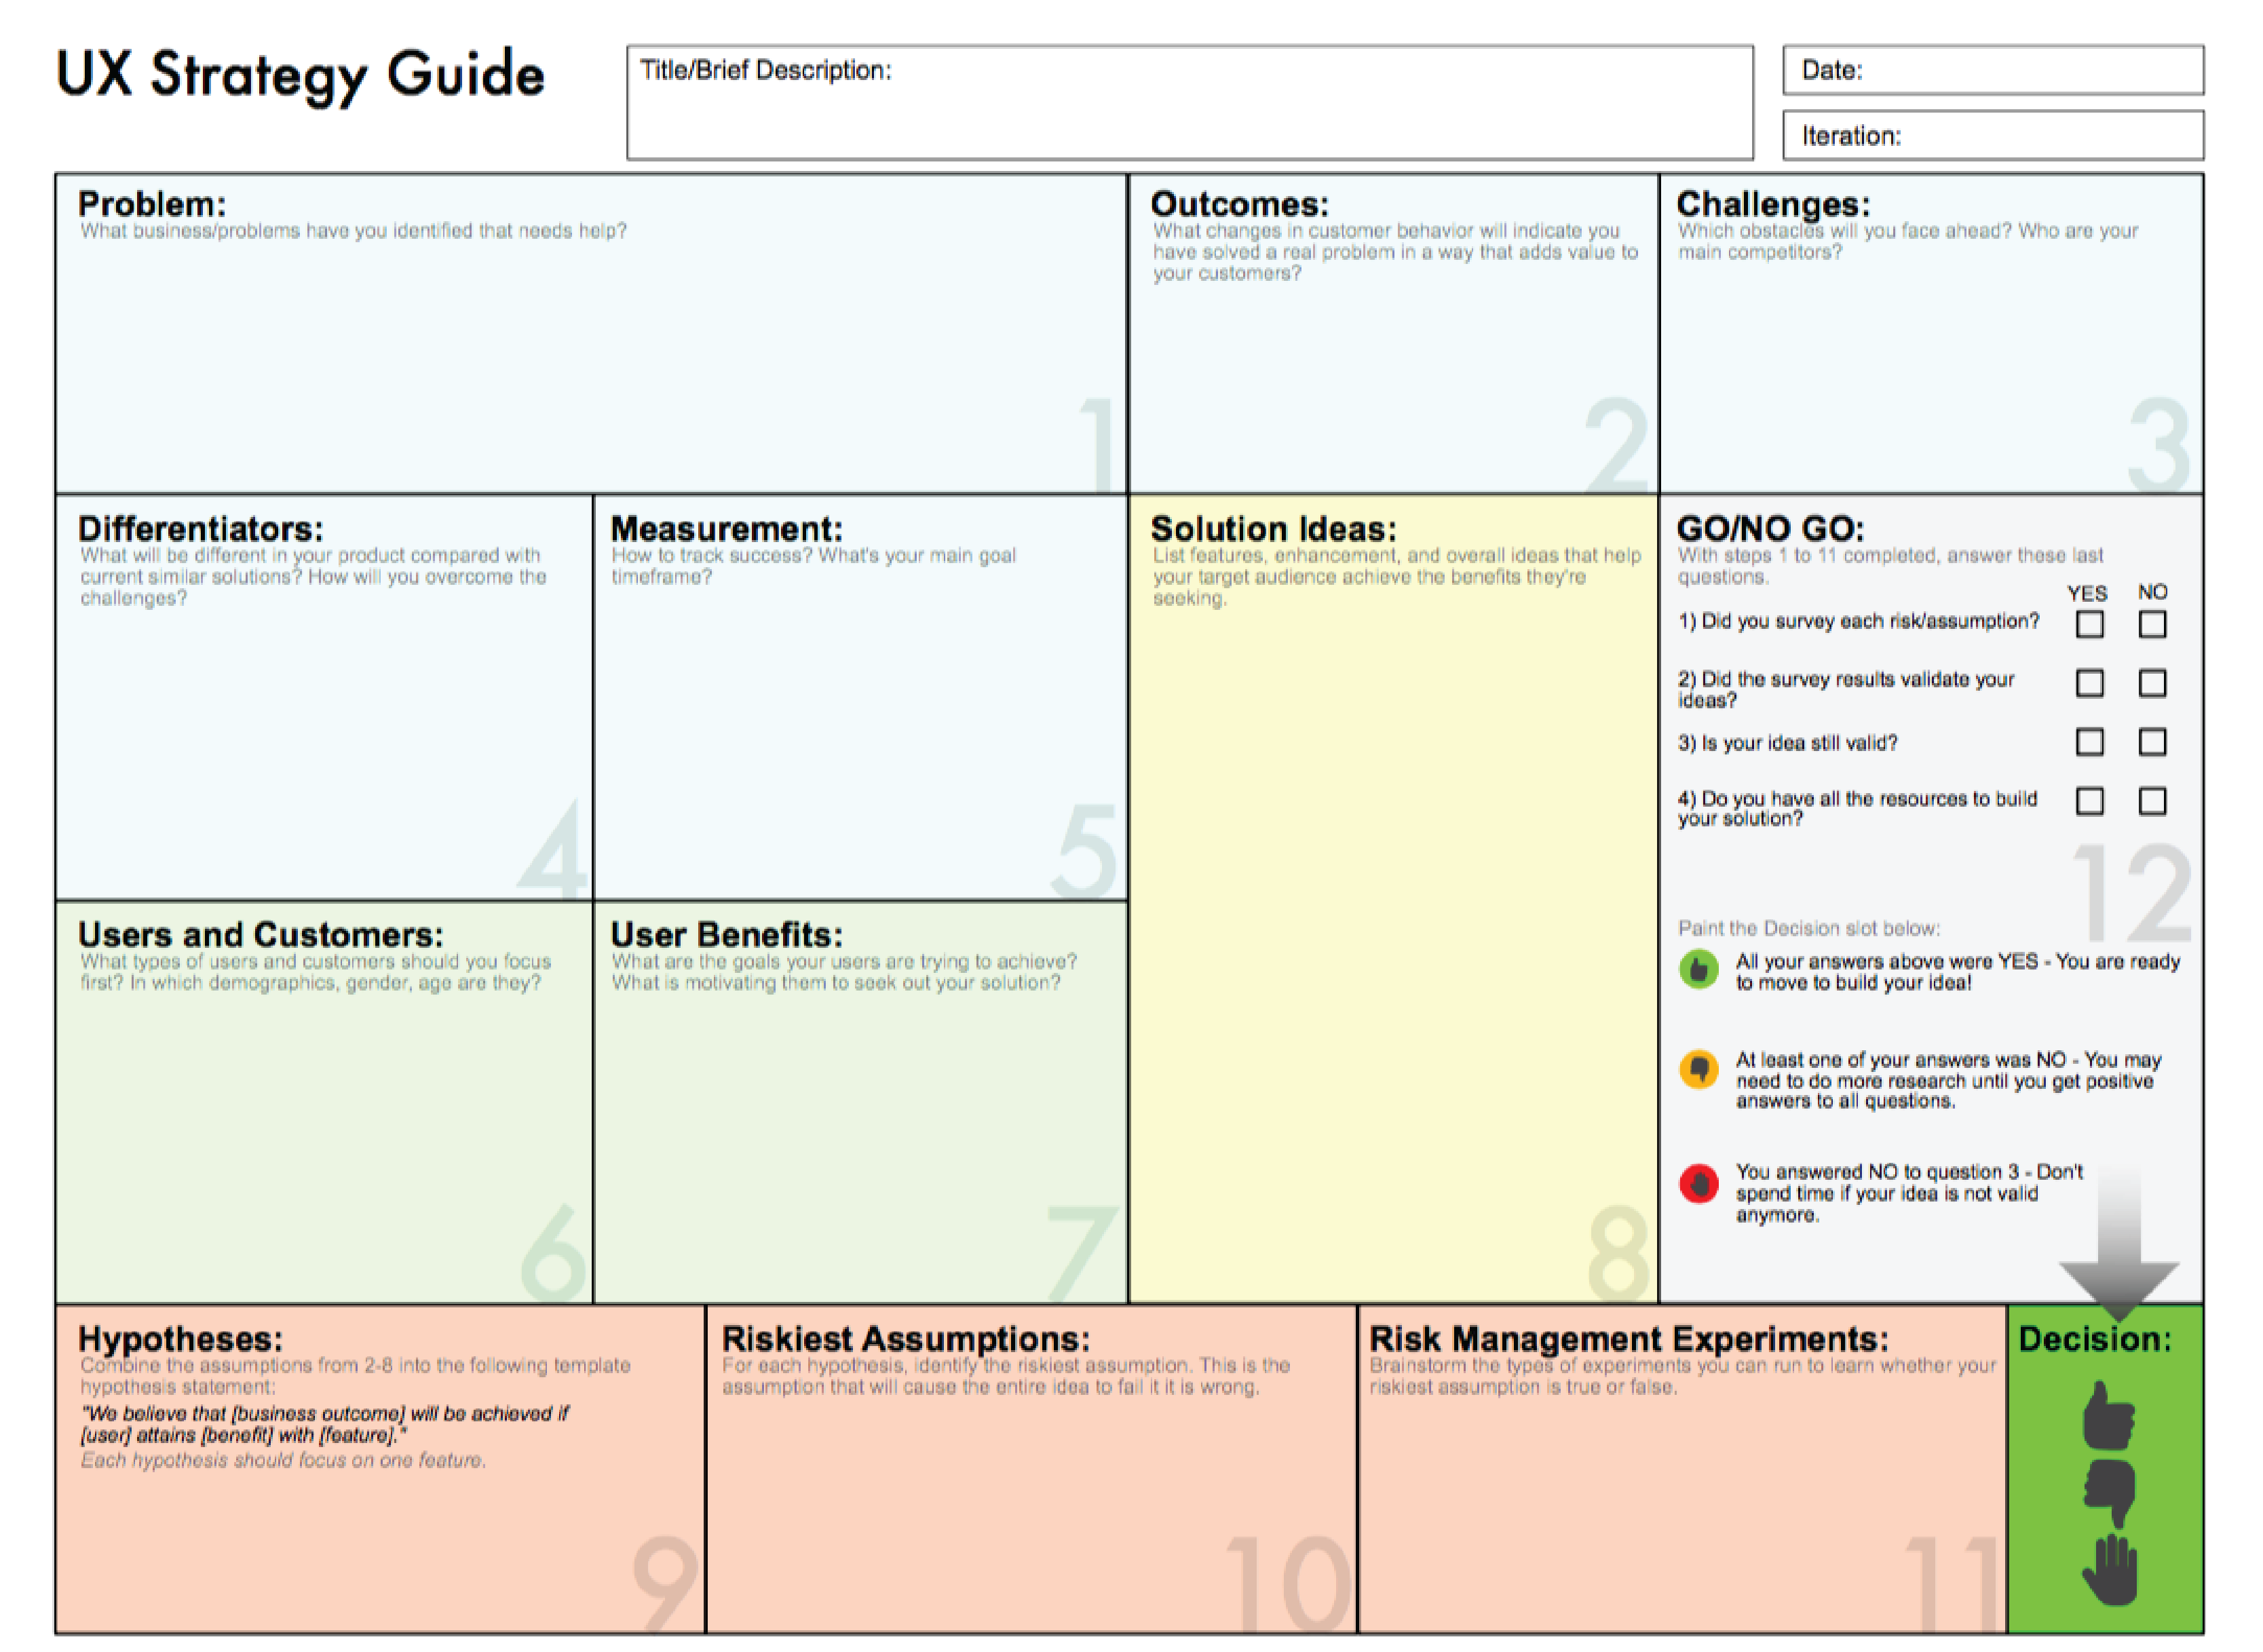 UX Strategy Guide
Title/Brief Description:
Date:
Iteration:
Problem:
What business/problems have you identified that needs help?
1
Outcomes:
What changes in customer behavior will indicate you
have solved a real problem in a way that adds value to
your customers?
2
Challenges:
Which obstacles will you face ahead? Who are your
main competitors?
3
Differentiators:
What will be different in your product compared with
current similar solutions? How will you overcome the
challenges?
4
Measurement:
How to track success? What's your main goal
timeframe?
5
Users and Customers:
What types of users and customers should you focus
first? In which demographics, gender, age are they?
6
User Benefits:
What are the goals your users are trying to achieve?
What is motivating them to seek out your solution?
7
Solution Ideas:
List features, enhancement, and overall ideas that help
your target audience achieve the benefits they're
seeking.
8
GO/NO GO:
With steps 1 to 11 completed, answer these last
questions.
YES NO
1) Did you survey each risk/assumption?
2) Did the survey results validate your
ideas?
3) Is your idea still valid?
4) Do you have all the resources to build
your solution?
12
Paint the Decision slot below:
All your answers above were YES - You are ready
to move to build your idea!
At least one of your answers was NO - You may
need to do more research until you get positive
answers to all questions.
You answered NO to question 3 - Don't
spend time if your idea is not valid
anymore.
Hypotheses:
Combine the assumptions from 2-8 into the following template
hypothesis statement:
"We believe that [business outcome] will be achieved if
[user] attains [benefit] with [feature]."
Each hypothesis should focus on one feature.
9
Riskiest Assumptions:
For each hypothesis, identify the riskiest assumption. This is the
assumption that will cause the entire idea to fail it it is wrong.
10
Risk Management Experiments:
Brainstorm the types of experiments you can run to learn whether your
riskiest assumption is true or false.
11
Decision: